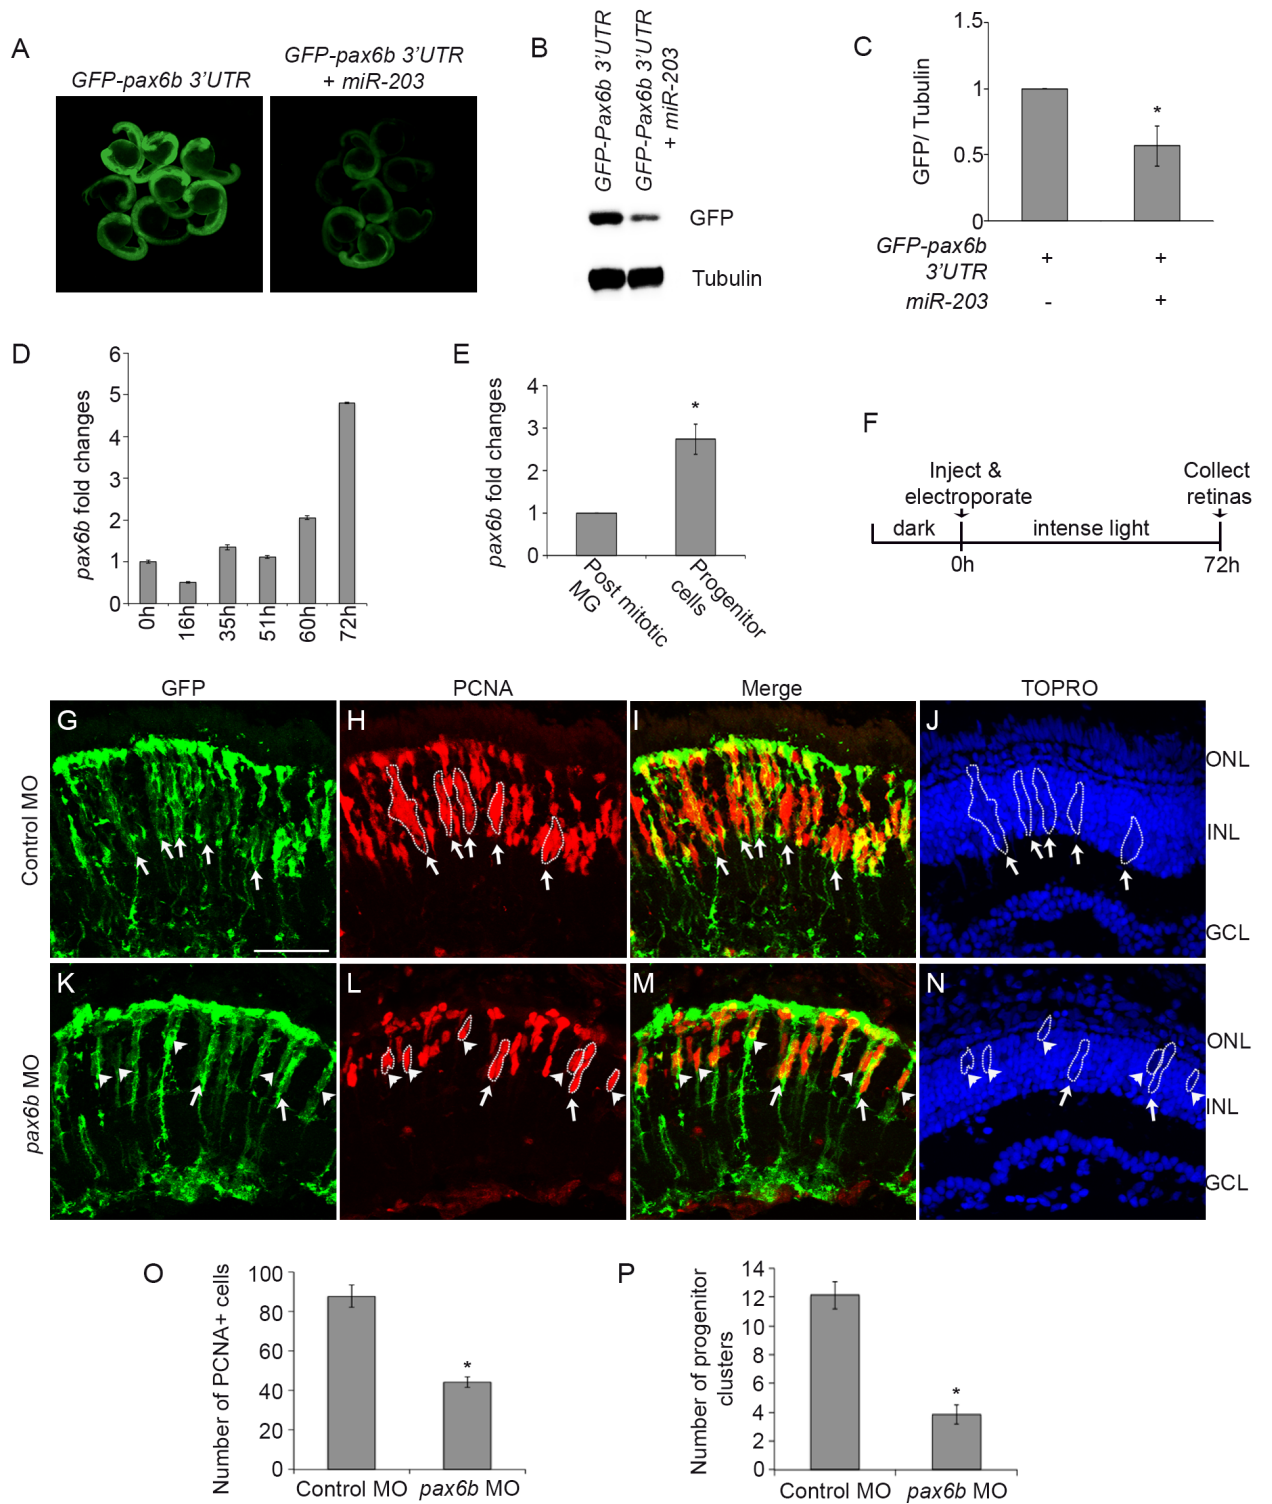 A
GFP-pax6b 3'UTR
GFP-pax6b 3'UTR
+ miR-203
B
GFP-Pax6b 3'UTR
GFP-Pax6b 3'UTR
+ miR-203
GFP
Tubulin
C
GFP/ Tubulin
1.5
1
0.5
0
GFP-pax6b
3'UTR
+
+
miR-203
-
+
D
pax6b fold changes
6
5
4
3
2
1
0
0h
16h
35h
51h
60h
72h
E
pax6b fold changes
4
3
2
1
0
*
Post mitotic
MG
Progenitor
cells
F
Inject &
electroporate
Collect
retinas
dark
intense light
0h
72h
GFP
PCNA
Merge
TOPRO
Control MO
G
H
I
J
ONL
INL
GCL
pax6b MO
K
L
M
N
ONL
INL
GCL
O
Number of PCNA+ cells
100
80
60
40
20
0
*
Control MO
pax6b MO
P
Number of progenitor
clusters
14
12
10
8
6
4
2
0
*
Control MO
pax6b MO